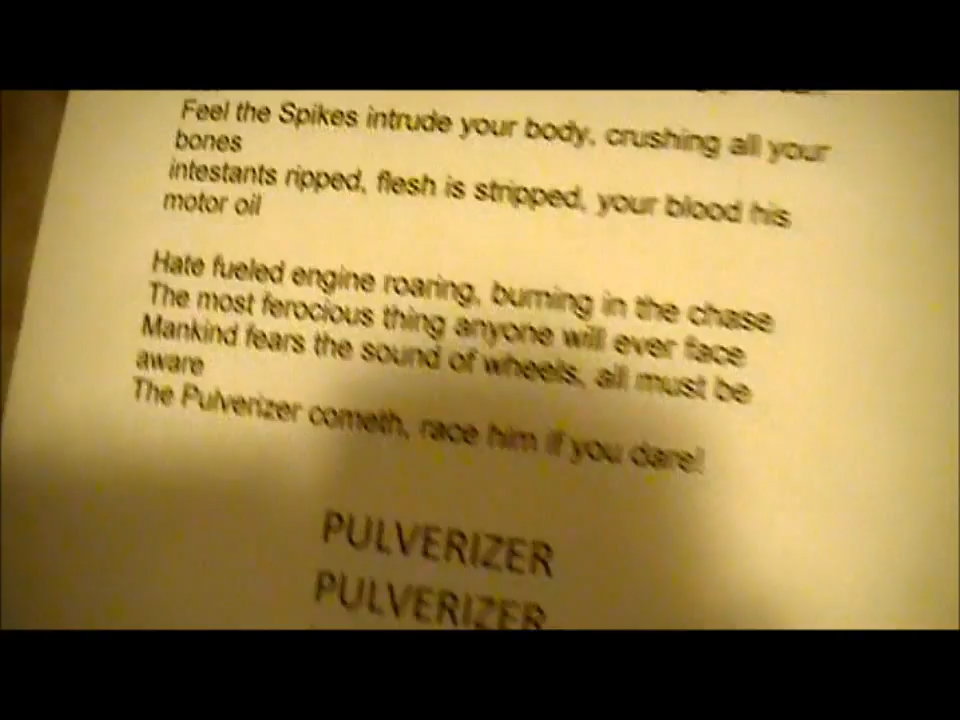 Feel the Spikes intrude your body, crushing all your
bones
intestants ripped, flesh is stripped, your blood his
motor oil
Hate fueled engine roaring, burning in the chase
The most ferocious thing anyone will ever face
Mankind fears the sound of wheels, all must be
aware
The Pulverizer cometh, race him if you dare!
PULVERIZER
PULVERIZER